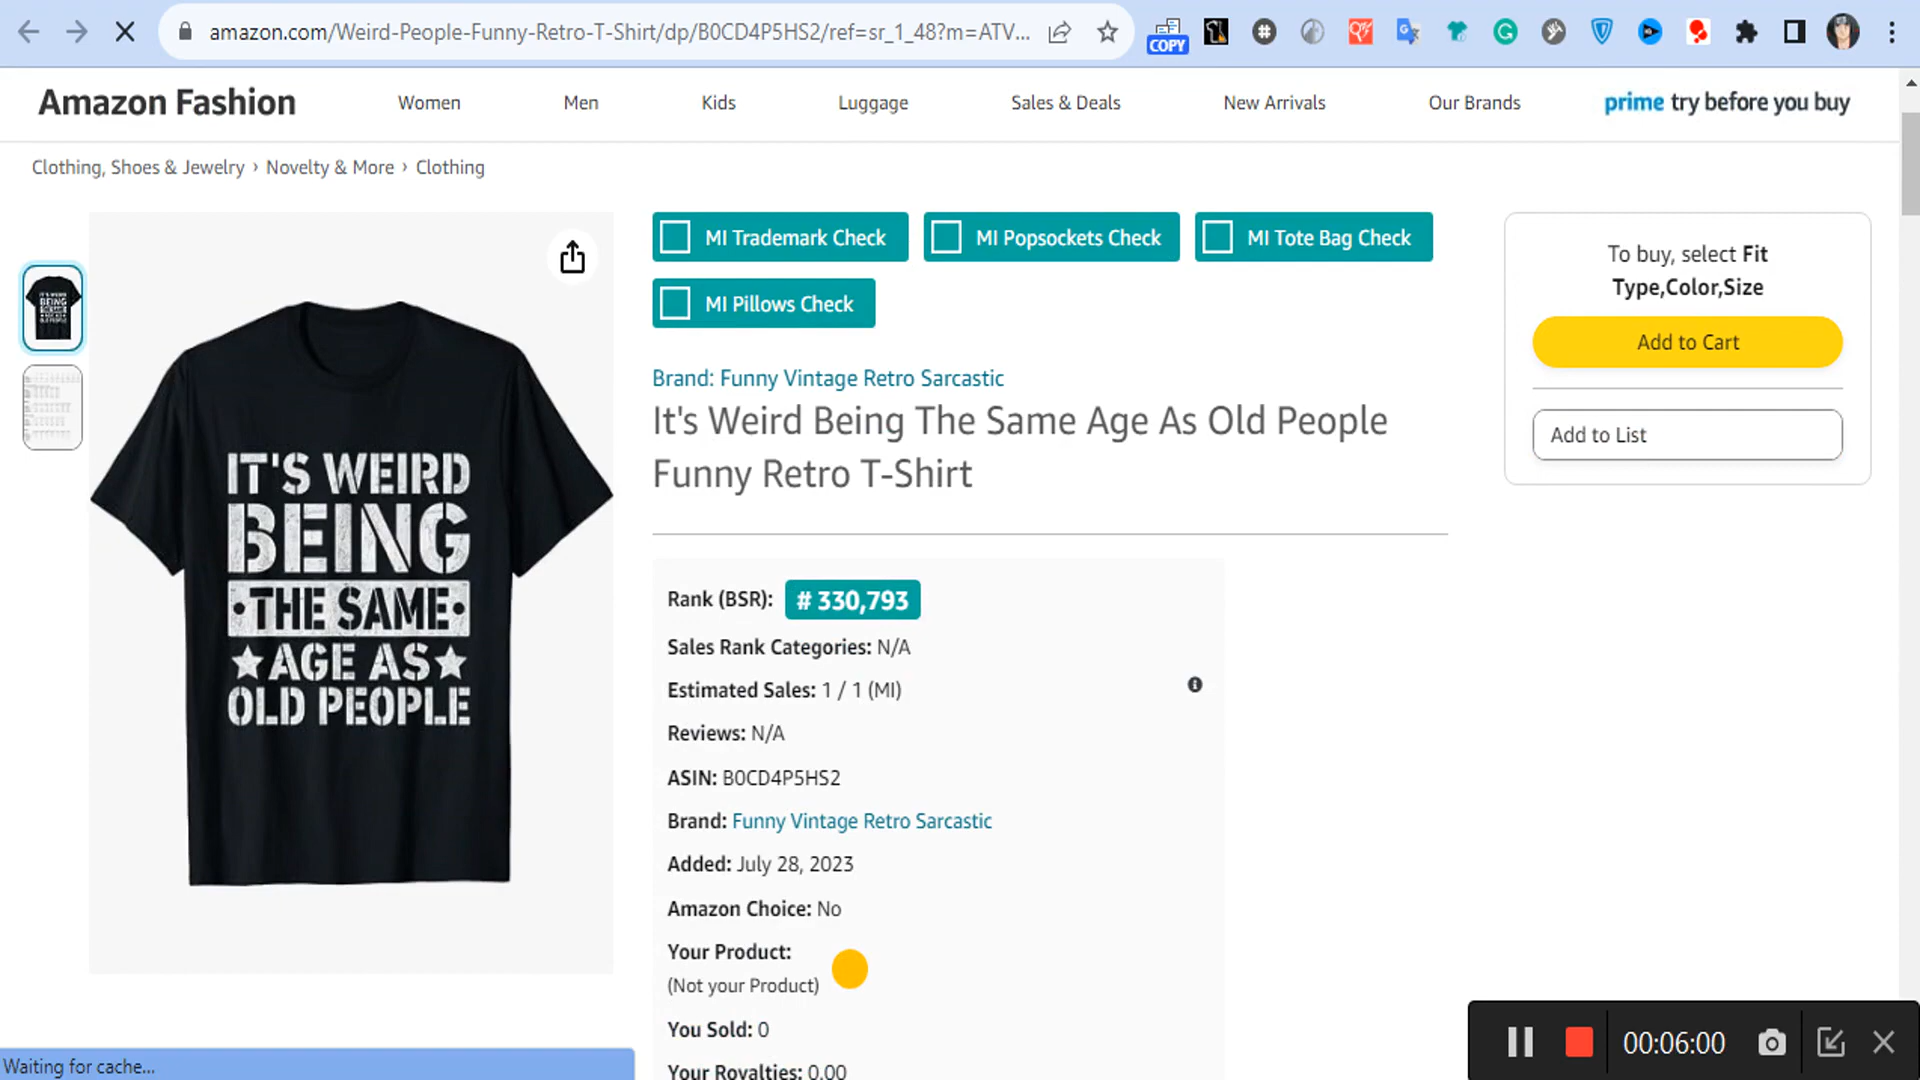 amazon.com/Weird-People-Funny-Retro-T-Shirt/dp/B0CD4P5HS2/ref=sr_1_48?m=ATV...
COPY
Amazon Fashion
Women
Men
Kids
Luggage
Sales & Deals
New Arrivals
Our Brands
prime try before you buy
Clothing, Shoes & Jewelry › Novelty & More › Clothing
MI Trademark Check
MI Popsockets Check
MI Tote Bag Check
MI Pillows Check
To buy, select Fit
Type,Color,Size
Add to Cart
Add to List
Brand: Funny Vintage Retro Sarcastic
It's Weird Being The Same Age As Old People
Funny Retro T-Shirt
IT'S WEIRD
BEING
•THE SAME•
★AGE AS★
OLD PEOPLE
Rank (BSR): # 330,793
Sales Rank Categories: N/A
Estimated Sales: 1 / 1 (MI)
Reviews: N/A
ASIN: B0CD4P5HS2
Brand: Funny Vintage Retro Sarcastic
Added: July 28, 2023
Amazon Choice: No
Your Product:
(Not your Product)
You Sold: 0
Your Royalties: 0.00
Waiting for cache...
00:06:00